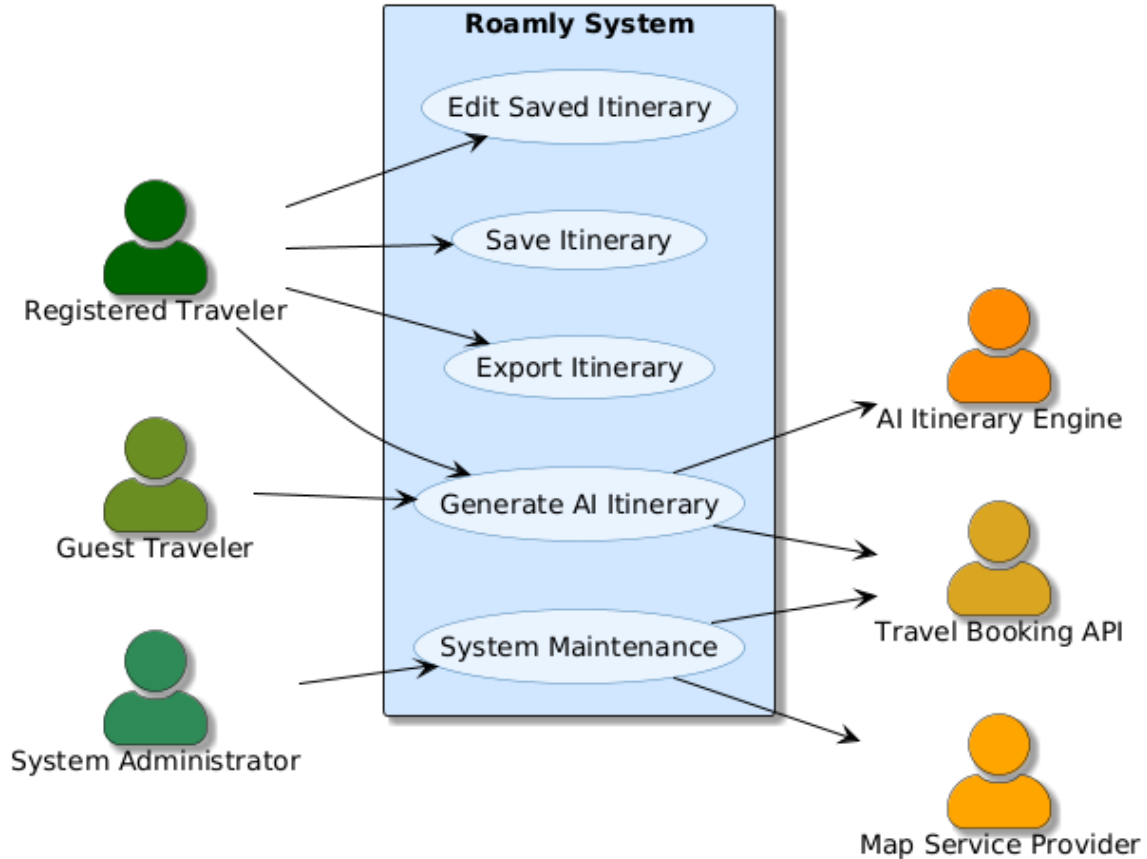 Roamly System
Edit Saved Itinerary
Save Itinerary
Registered Traveler
Export Itinerary
AI Itinerary Engine
Generate AI Itinerary
Guest Traveler
Travel Booking API
System Maintenance
System Administrator
Map Service Provider